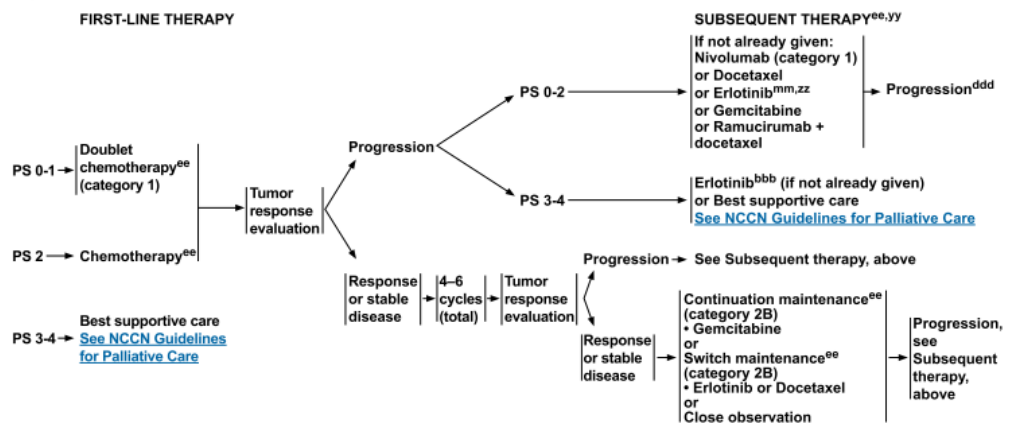 FIRST-LINE THERAPY
SUBSEQUENT THERAPYee,yy
PS 0-1
Doublet
chemotherapyee
(category 1)
PS 2
Chemotherapyee
PS 3-4
Best supportive care
See NCCN Guidelines
for Palliative Care
Tumor
response
evaluation
Progression
PS 0-2
If not already given:
Nivolumab (category 1)
or Docetaxel
or Erlotinibmm,zz
or Gemcitabine
or Ramucirumab +
docetaxel
Progressionddd
PS 3-4
Erlotinibbbb (if not already given)
or Best supportive care
See NCCN Guidelines for Palliative Care
Response
or stable
disease
4–6
cycles
(total)
Tumor
response
evaluation
Progression
See Subsequent therapy, above
Response
or stable
disease
Continuation maintenanceee
(category 2B)
• Gemcitabine
or
Switch maintenanceee
(category 2B)
• Erlotinib or Docetaxel
or
Close observation
Progression,
see
Subsequent
therapy,
above